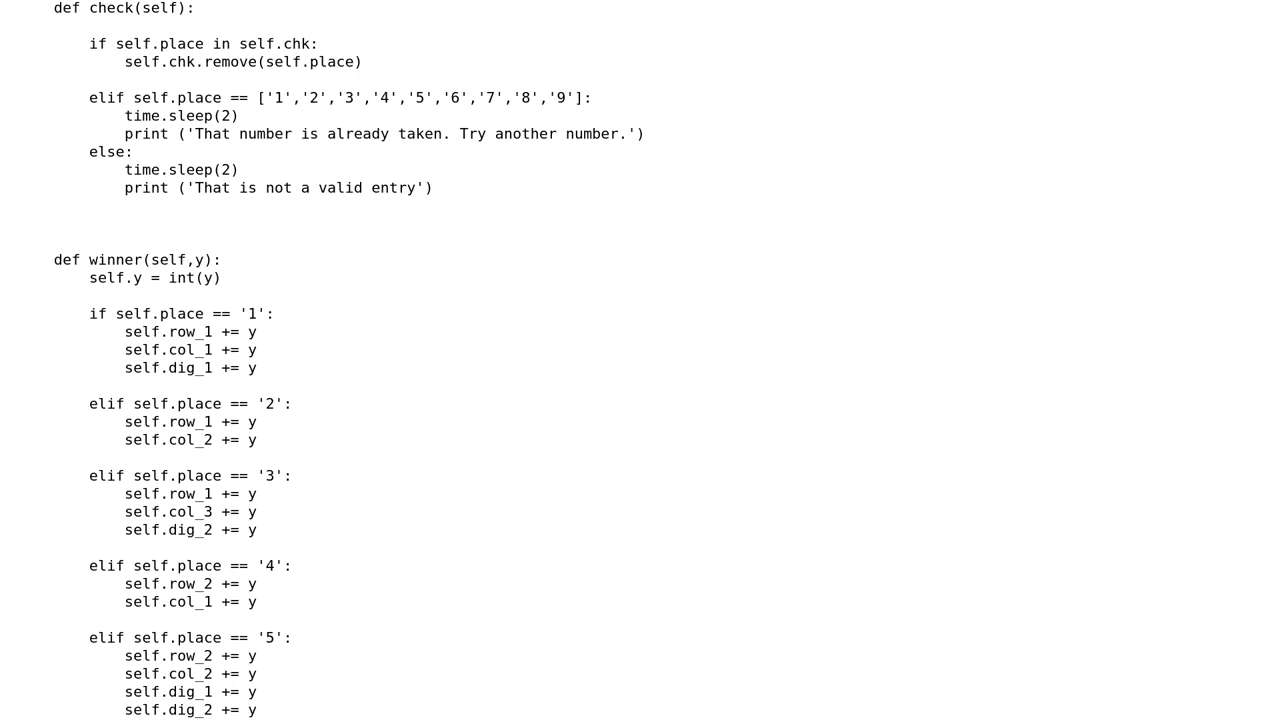 def check(self):
if self.place in self.chk:
self.chk.remove(self.place)
elif self.place == ['1','2','3','4','5','6','7','8','9']:
time.sleep(2)
print ('That number is already taken. Try another number.')
else:
time.sleep(2)
print ('That is not a valid entry')
def winner(self,y):
self.y = int(y)
if self.place == '1':
self.row_1 += y
self.col_1 += y
self.dig_1 += y
elif self.place == '2':
self.row_1 += y
self.col_2 += y
elif self.place == '3':
self.row_1 += y
self.col_3 += y
self.dig_2 += y
elif self.place == '4':
self.row_2 += y
self.col_1 += y
elif self.place == '5':
self.row_2 += y
self.col_2 += y
self.dig_1 += y
self.dig_2 += y